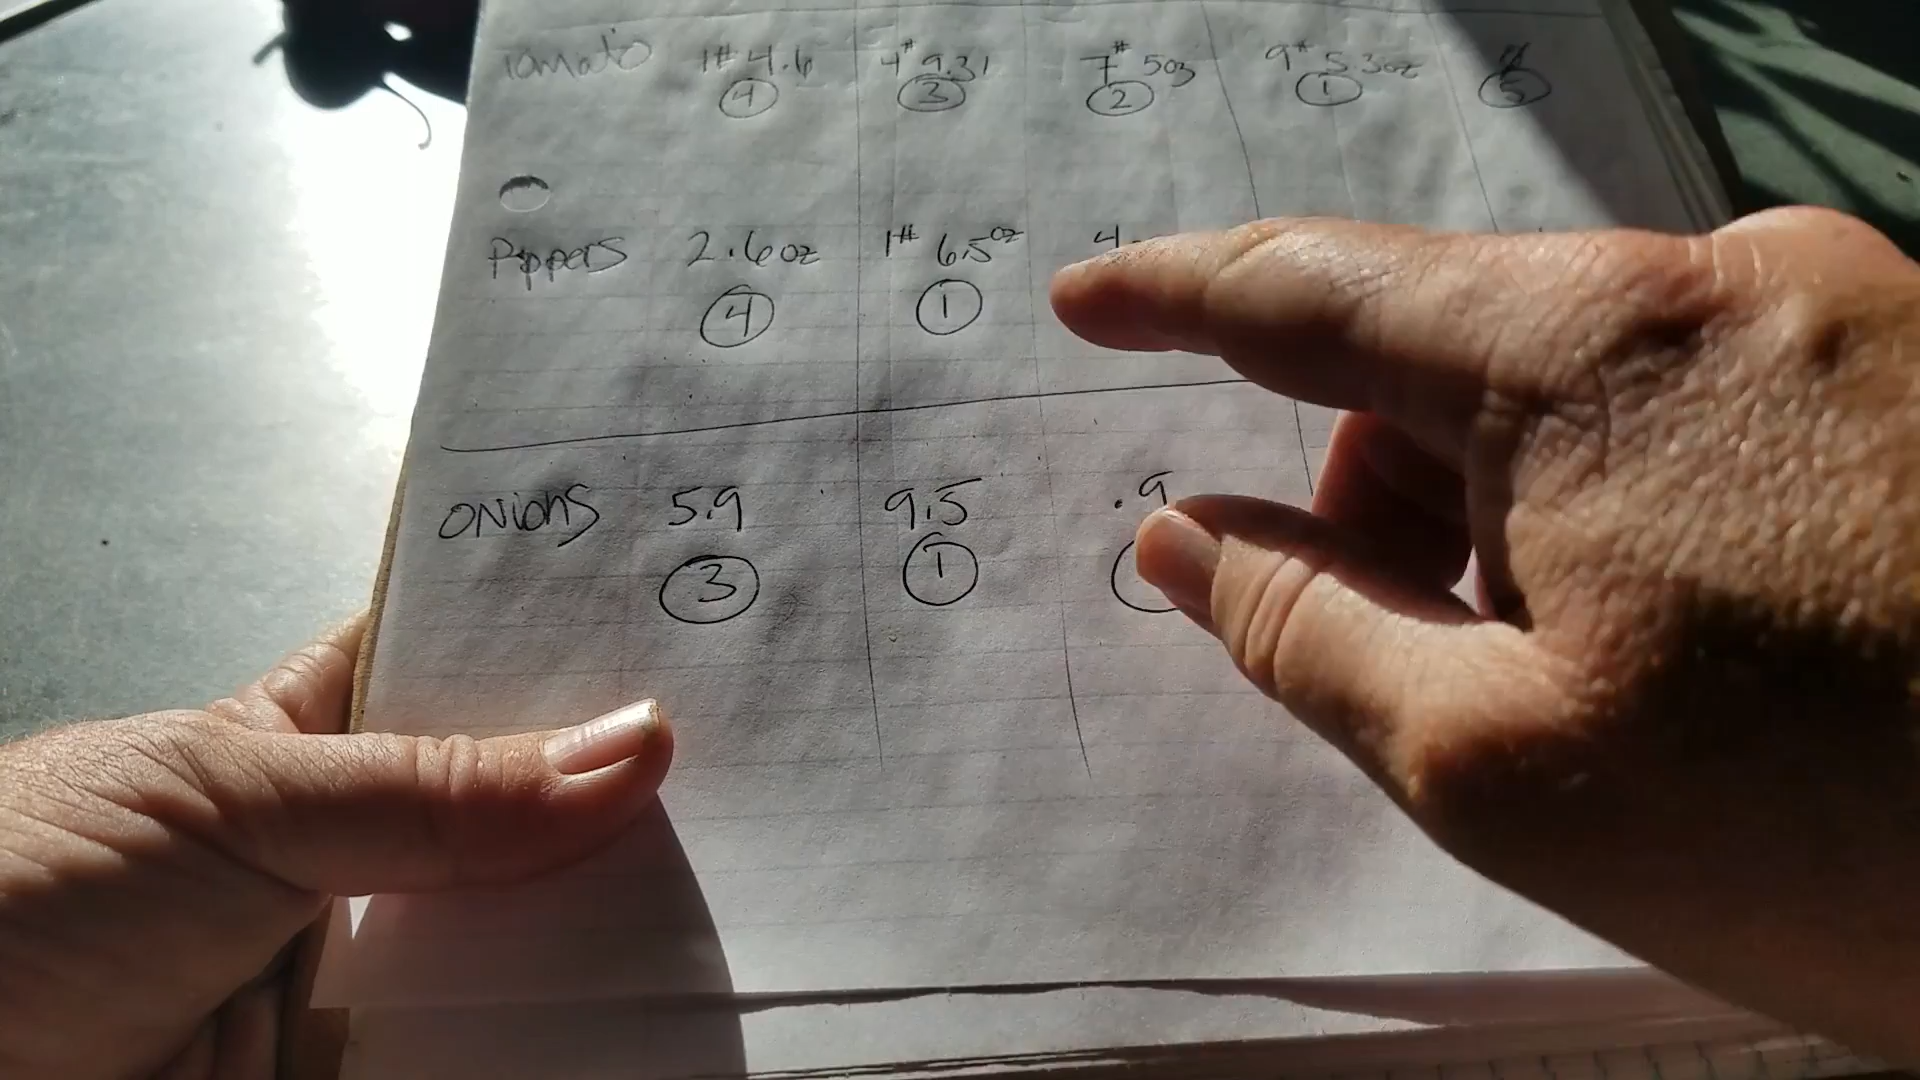 Tomato 1# 4.6 4# 9.31 7# 5oz 9# 5.3oz
4 3 2 1 5
Peppers 2.6oz 1# 6.5oz 4
4 1
ONiONS 5.9 9.5 .9
3 1